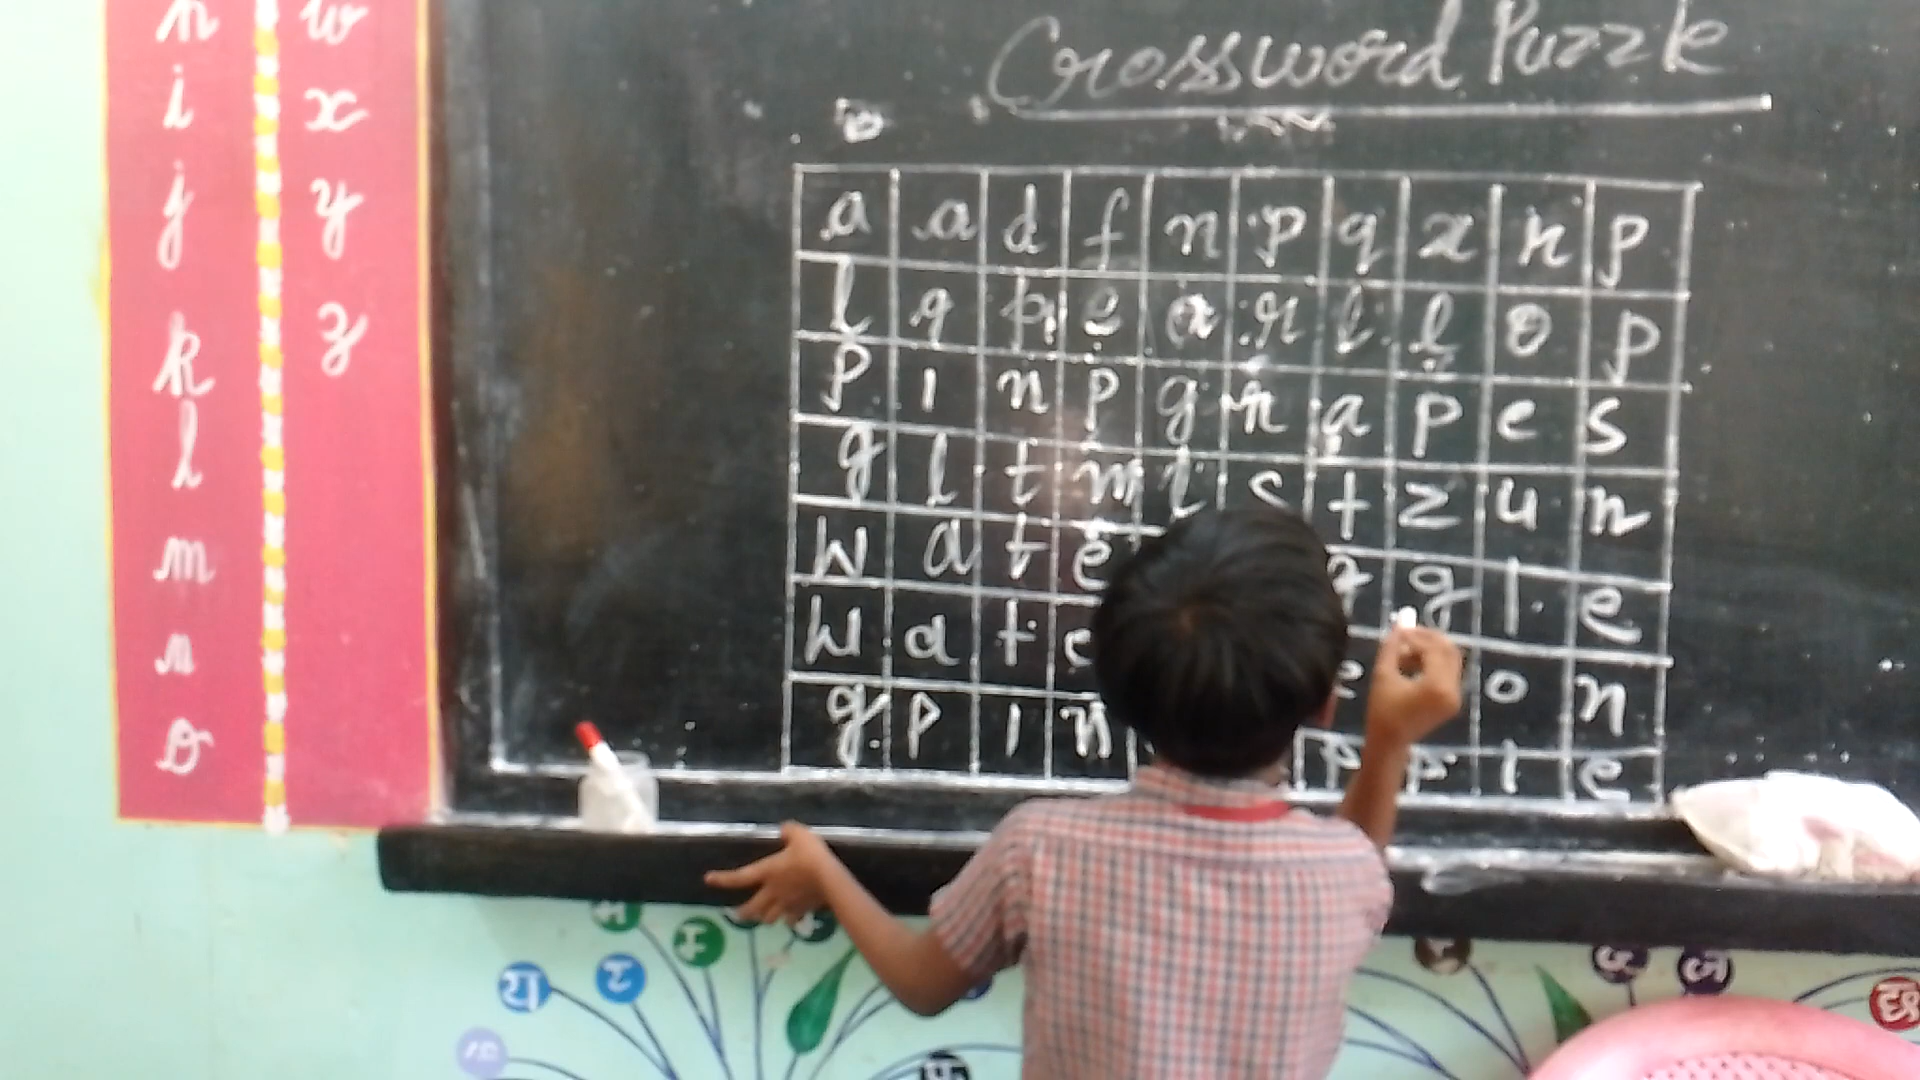 Crossword Puzzle
a a d f n p q x r p
l q p e a r l l o p
p i n p g r a p e s
g l t m l s t z u n
w a t e g l e
w a t e e o n
g p i n p p l e
h w
i x
j y
k z
l
m
n
o